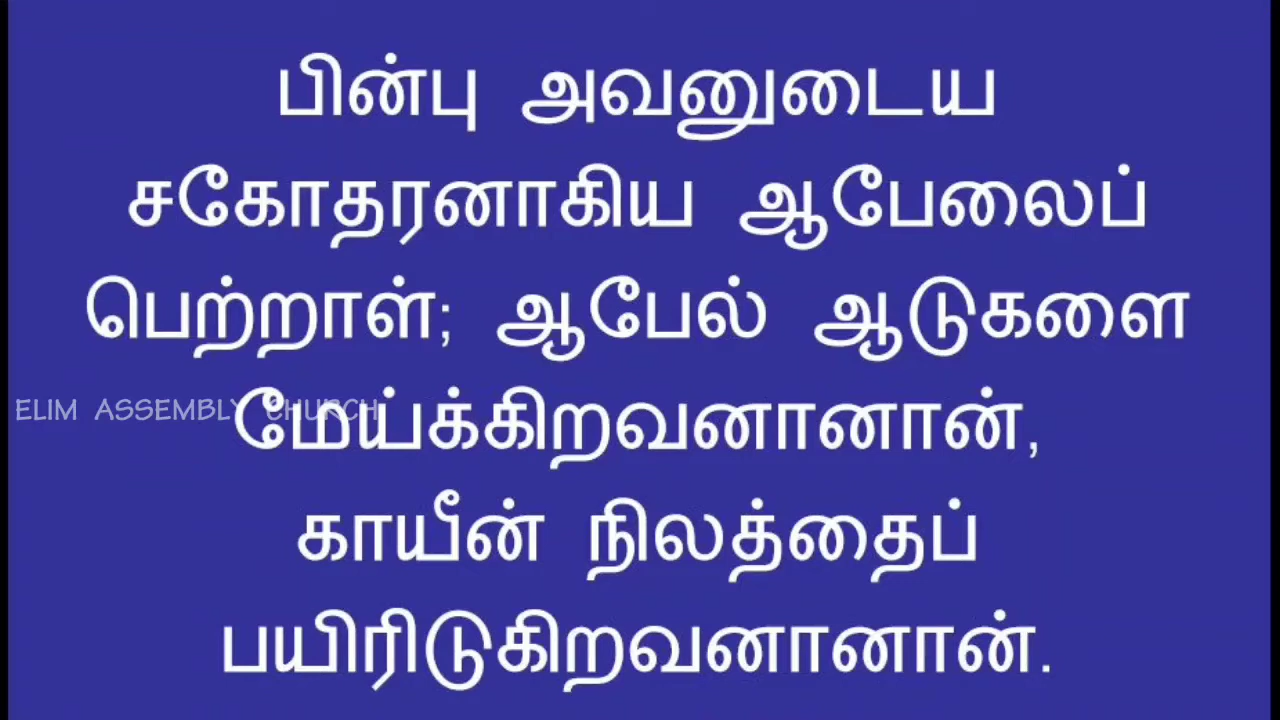 பின்பு அவனுடைய
சகோதரனாகிய ஆபேலைப்
பெற்றாள்; ஆபேல் ஆடுகளை
ELIM ASSEMBLY CHURCH
மேய்க்கிறவனானான்,
காயீன் நிலத்தைப்
பயிரிடுகிறவனானான்.